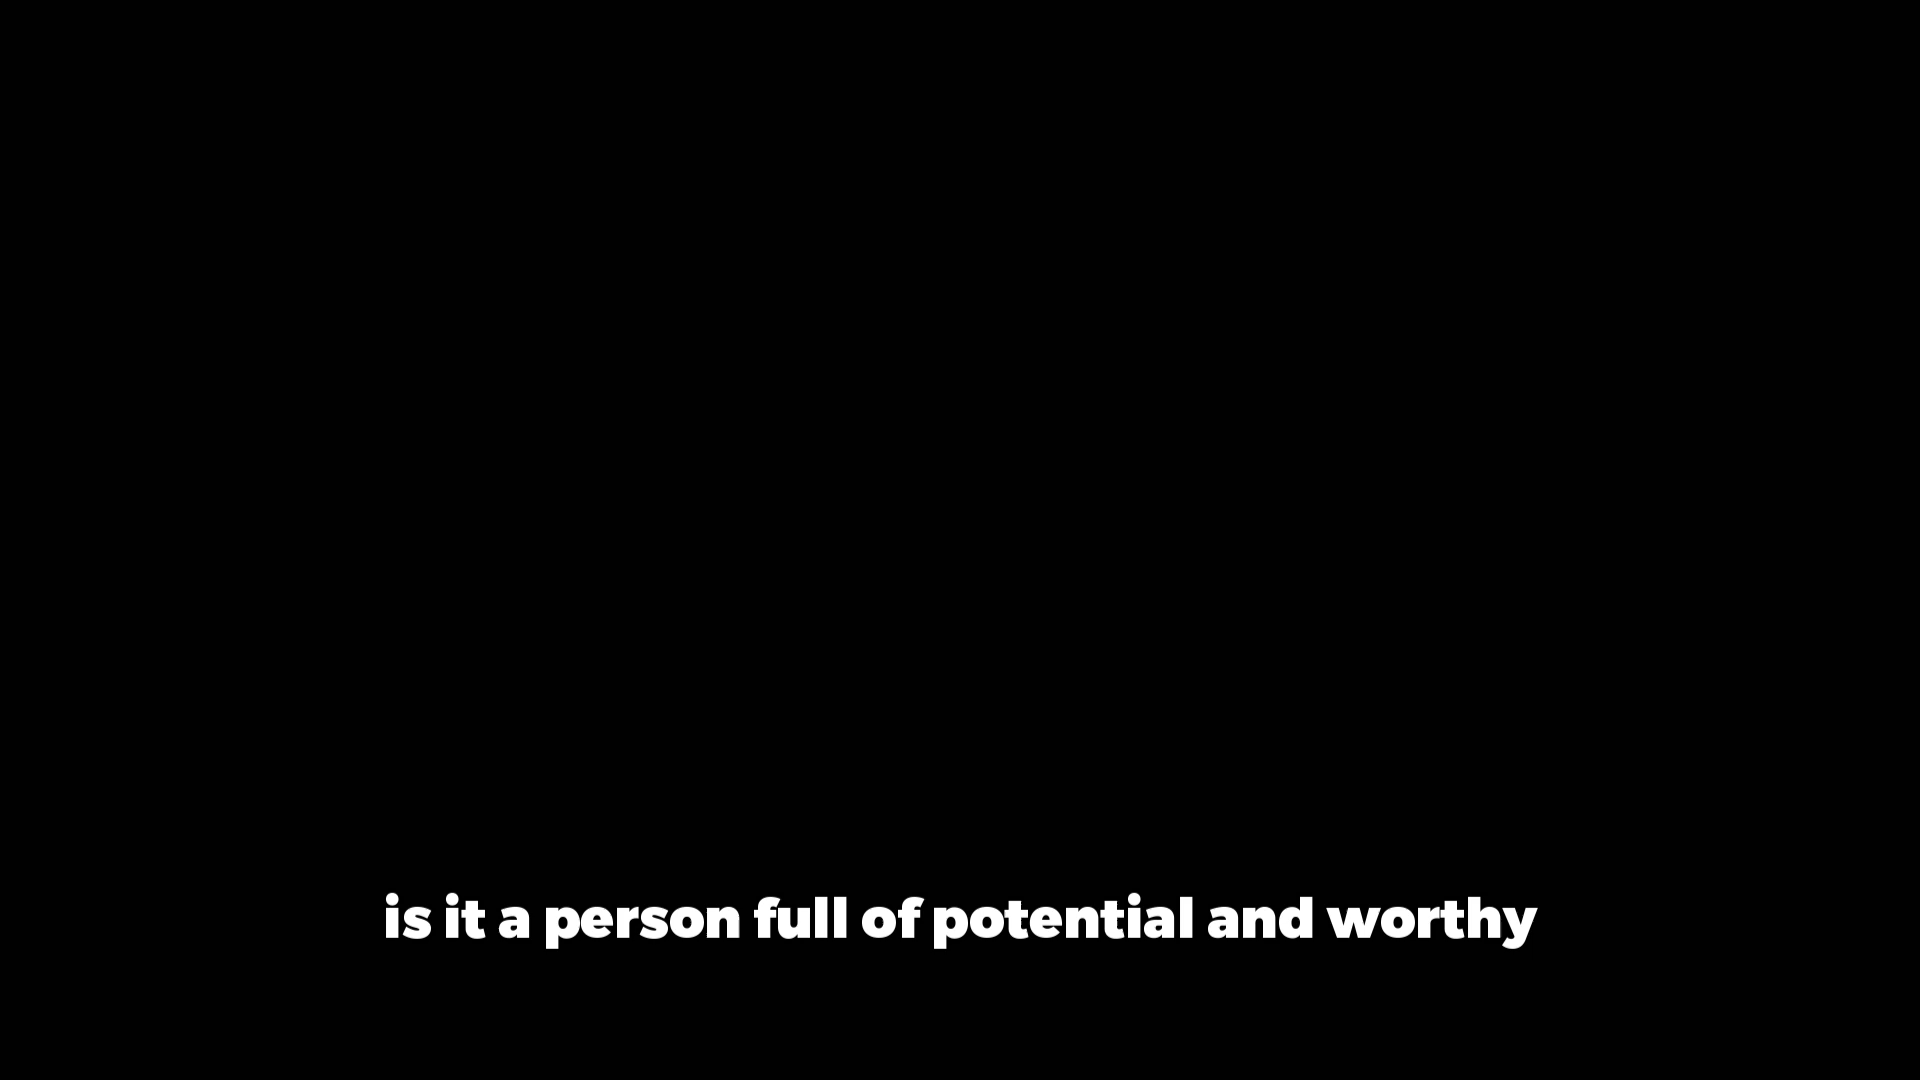 is it a person full of potential and worthy